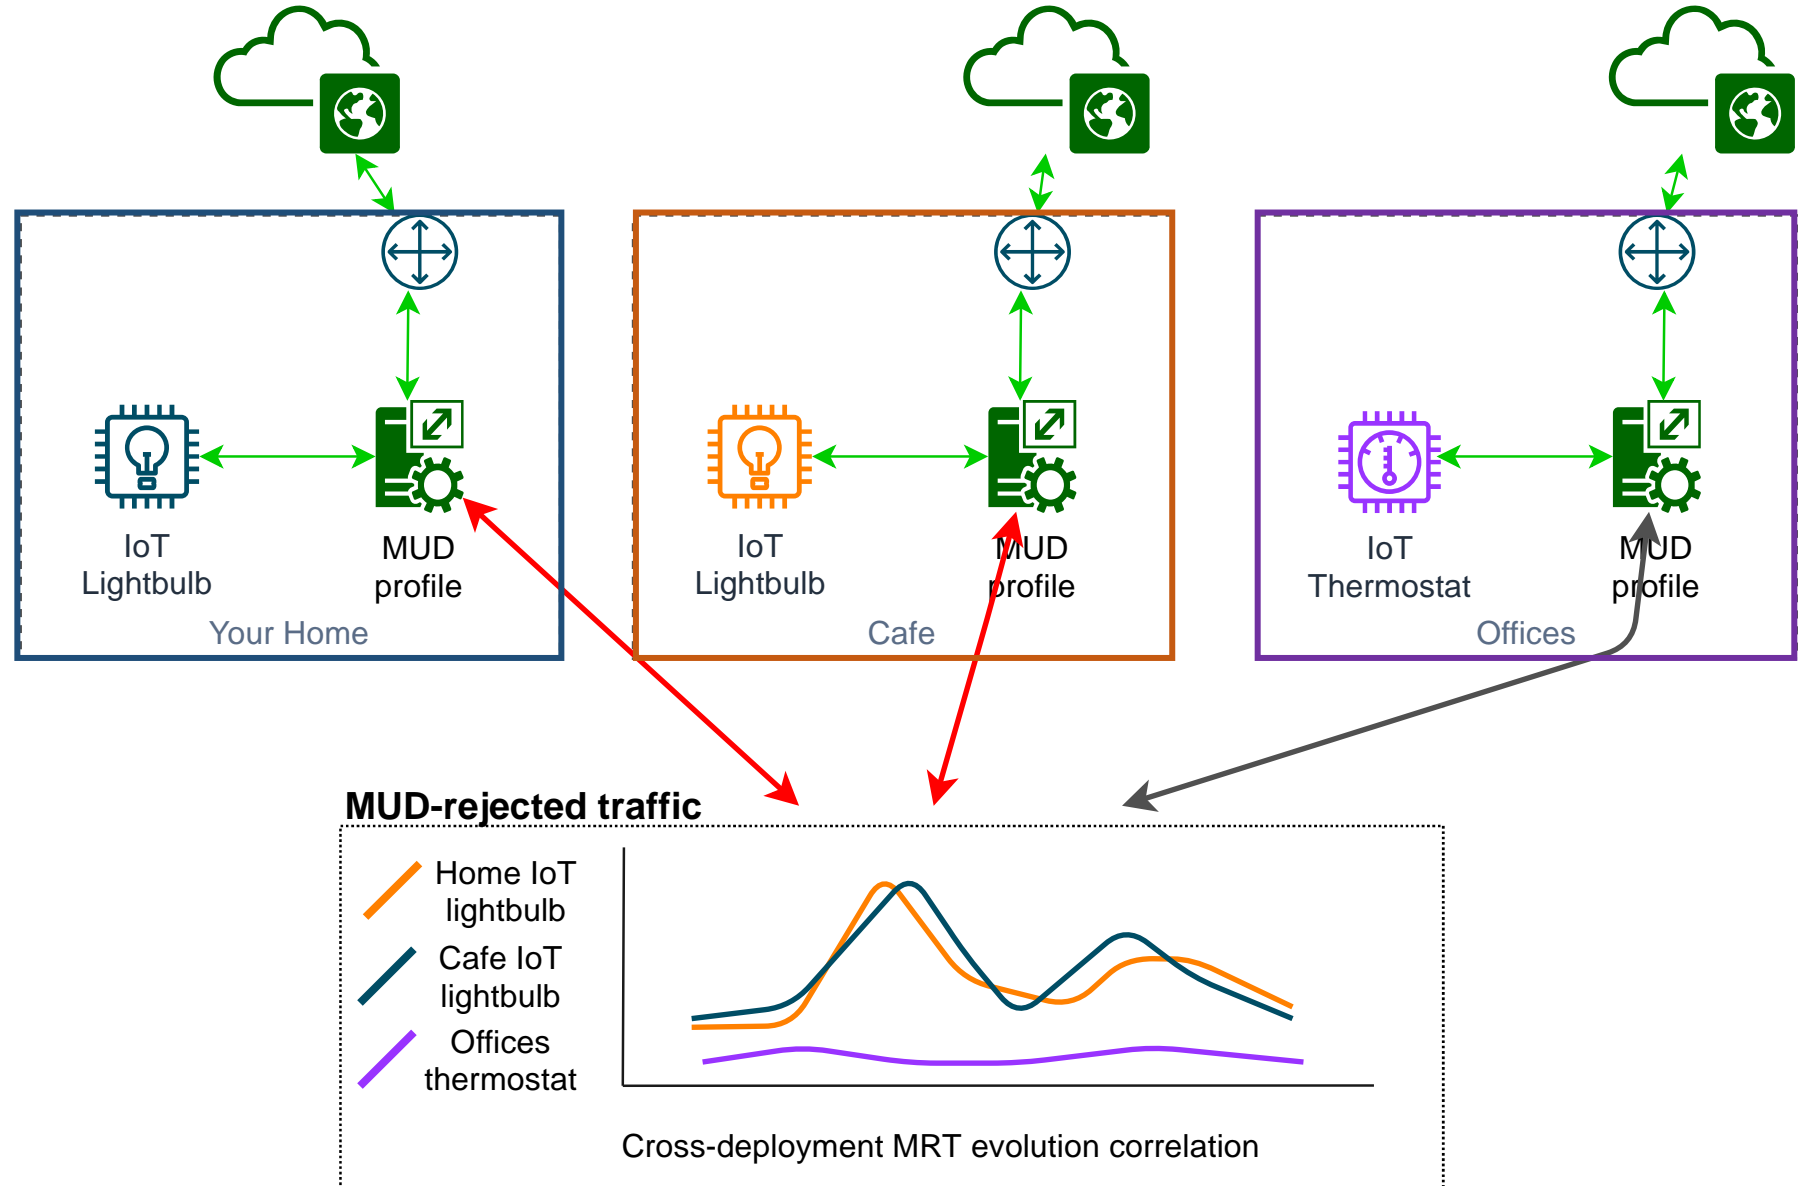 IoT
Lightbulb
MUD
profile
Your Home
IoT
Lightbulb
MUD
profile
Cafe
IoT
Thermostat
MUD
profile
Offices
MUD-rejected traffic
Home IoT
lightbulb
Cafe IoT
lightbulb
Offices
thermostat
Cross-deployment MRT evolution correlation